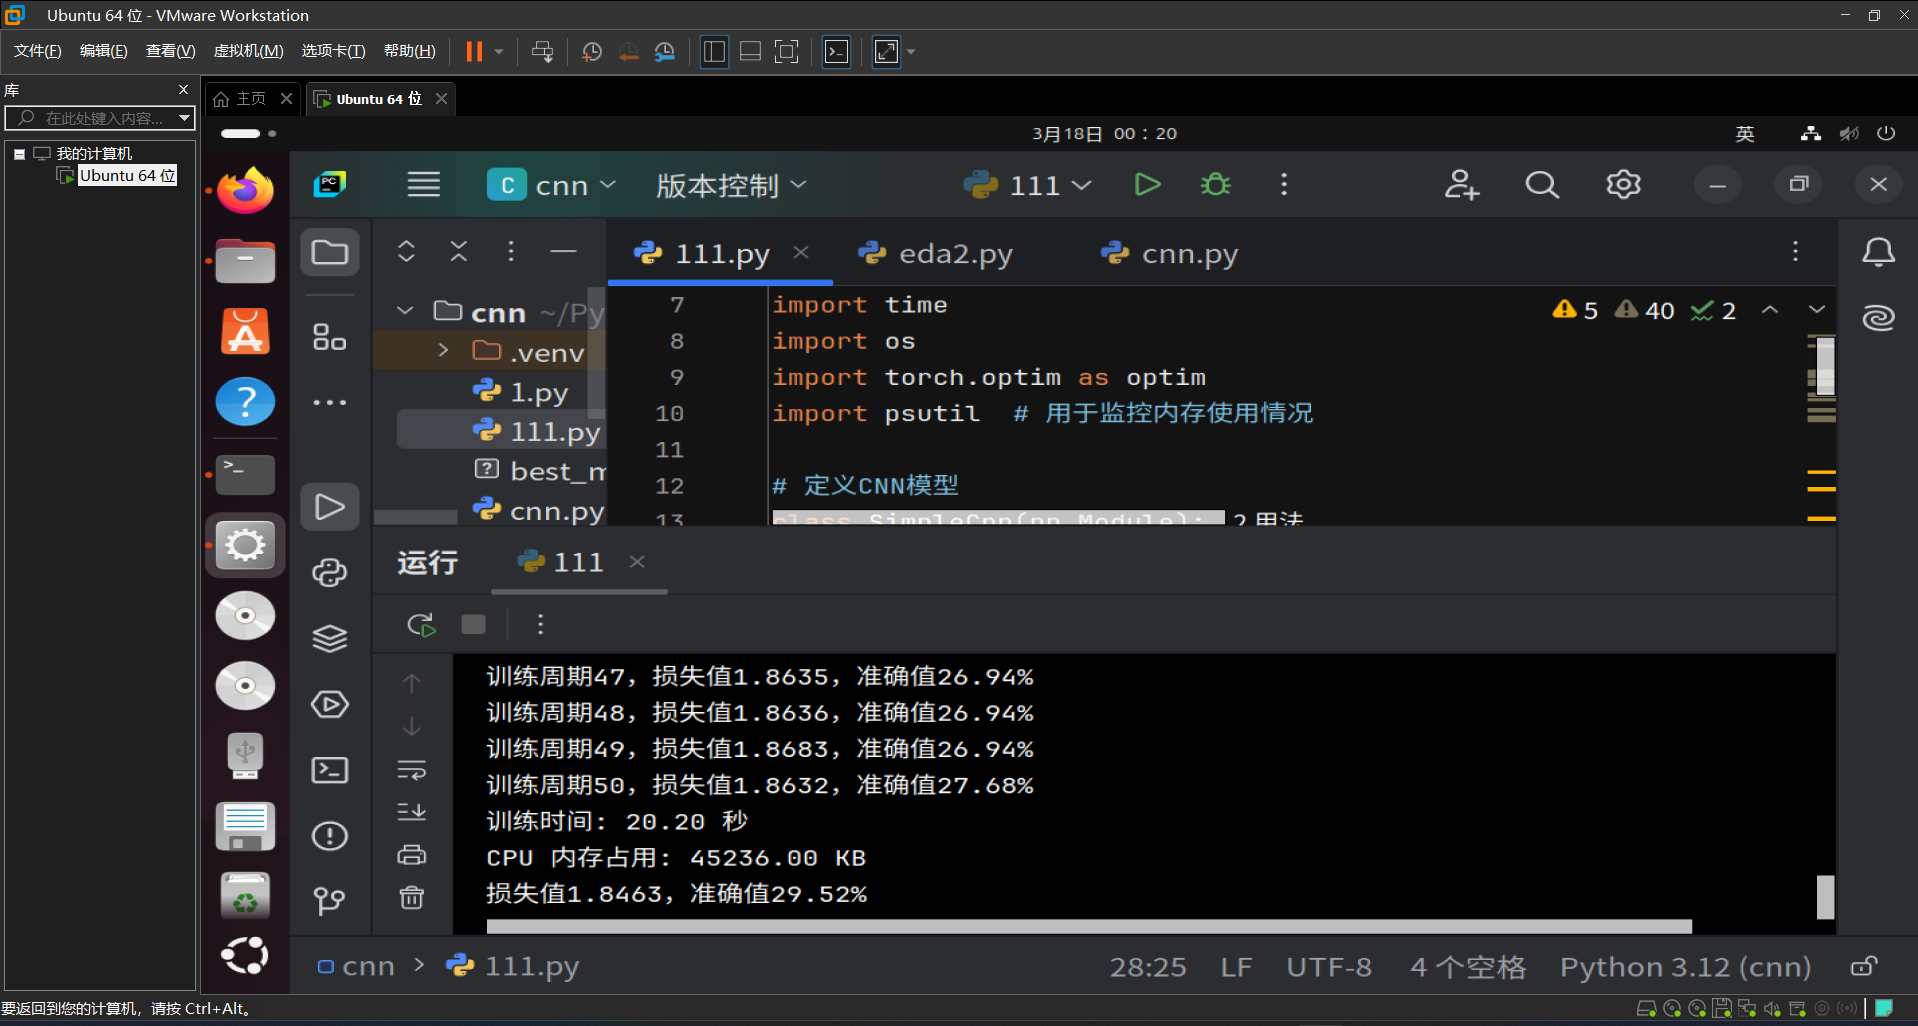 Ubuntu 64 位 - VMware Workstation
文件(F) 编辑(E) 查看(V) 虚拟机(M) 选项卡(T) 帮助(H)
库
在此处键入内容...
我的计算机
Ubuntu 64 位
主页 Ubuntu 64 位
3月18日 00：20 英
PC C cnn 版本控制 111
cnn ~/Py
.venv
1.py
111.py
best_m
cnn.py
111.py eda2.py cnn.py
5 40 2
7 import time
8 import os
9 import torch.optim as optim
10 import psutil # 用于监控内存使用情况
11
12 # 定义CNN模型
13 class SimpleCnn(nn.Module): 2 用法
运行 111
训练周期47，损失值1.8635，准确值26.94%
训练周期48，损失值1.8636，准确值26.94%
训练周期49，损失值1.8683，准确值26.94%
训练周期50，损失值1.8632，准确值27.68%
训练时间: 20.20 秒
CPU 内存占用: 45236.00 KB
损失值1.8463，准确值29.52%
cnn > 111.py 28:25 LF UTF-8 4 个空格 Python 3.12 (cnn)
要返回到您的计算机，请按 Ctrl+Alt。